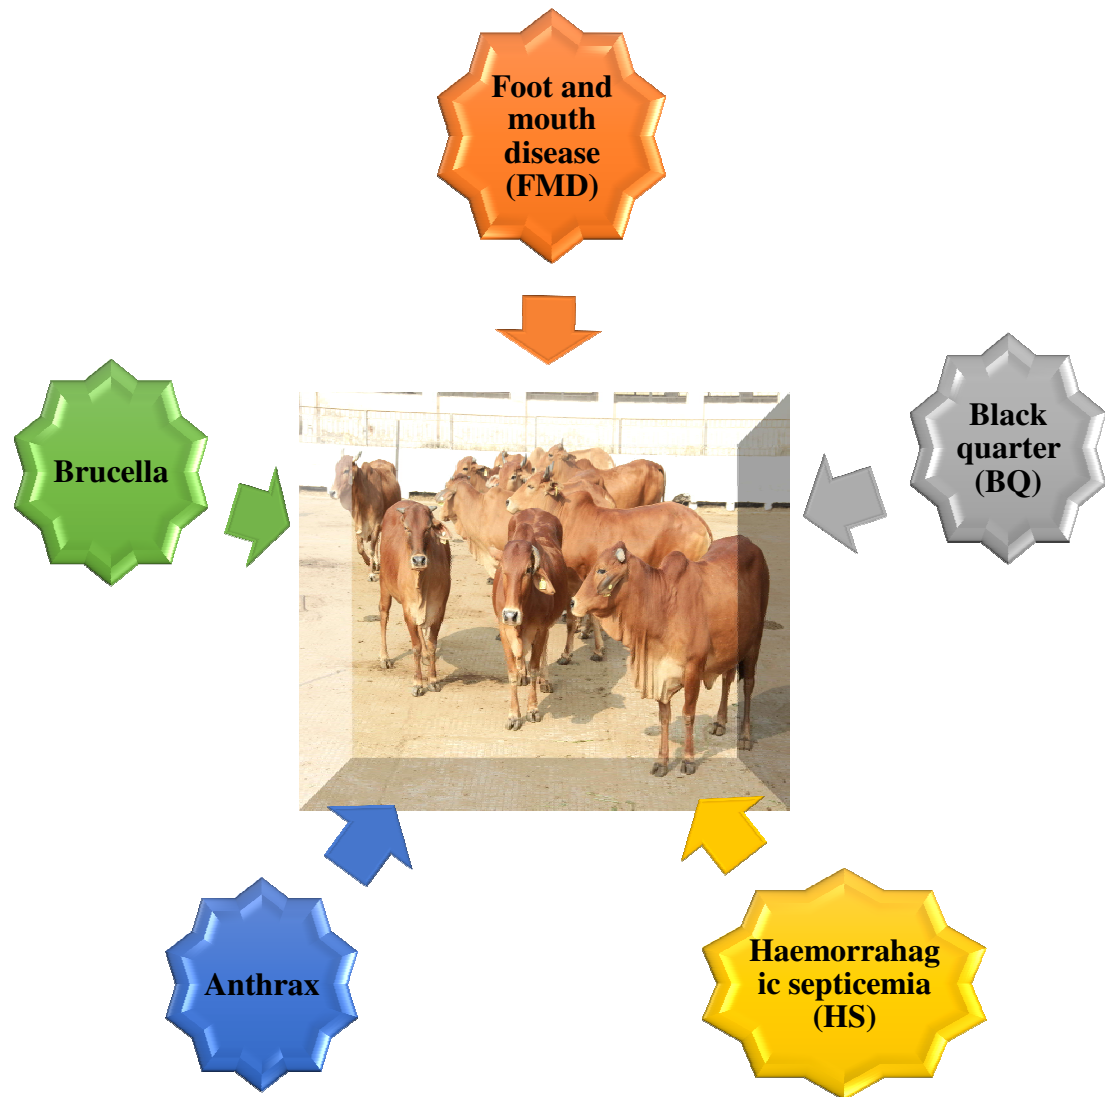 Foot and
mouth
disease
(FMD)
Black
quarter
(BQ)
Brucella
Haemorrahag
ic septicemia
(HS)
Anthrax